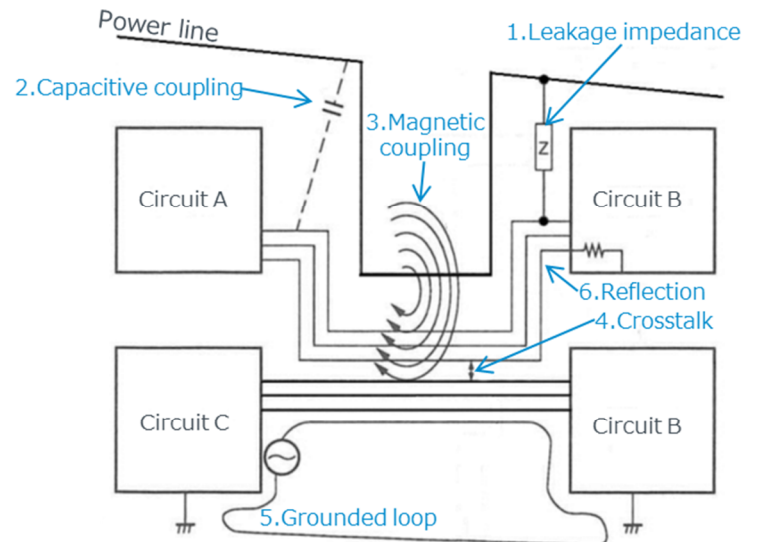 Power line
1.Leakage impedance
2.Capacitive coupling
3.Magnetic
coupling
Z
Circuit A
Circuit B
6.Reflection
4.Crosstalk
Circuit C
Circuit B
5.Grounded loop